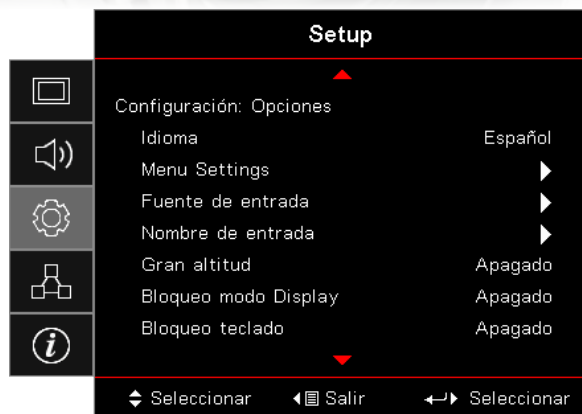 Setup
Configuración: Opciones
Idioma Español
Menu Settings
Fuente de entrada
Nombre de entrada
Gran altitud Apagado
Bloqueo modo Display Apagado
Bloqueo teclado Apagado
Seleccionar Salir Seleccionar